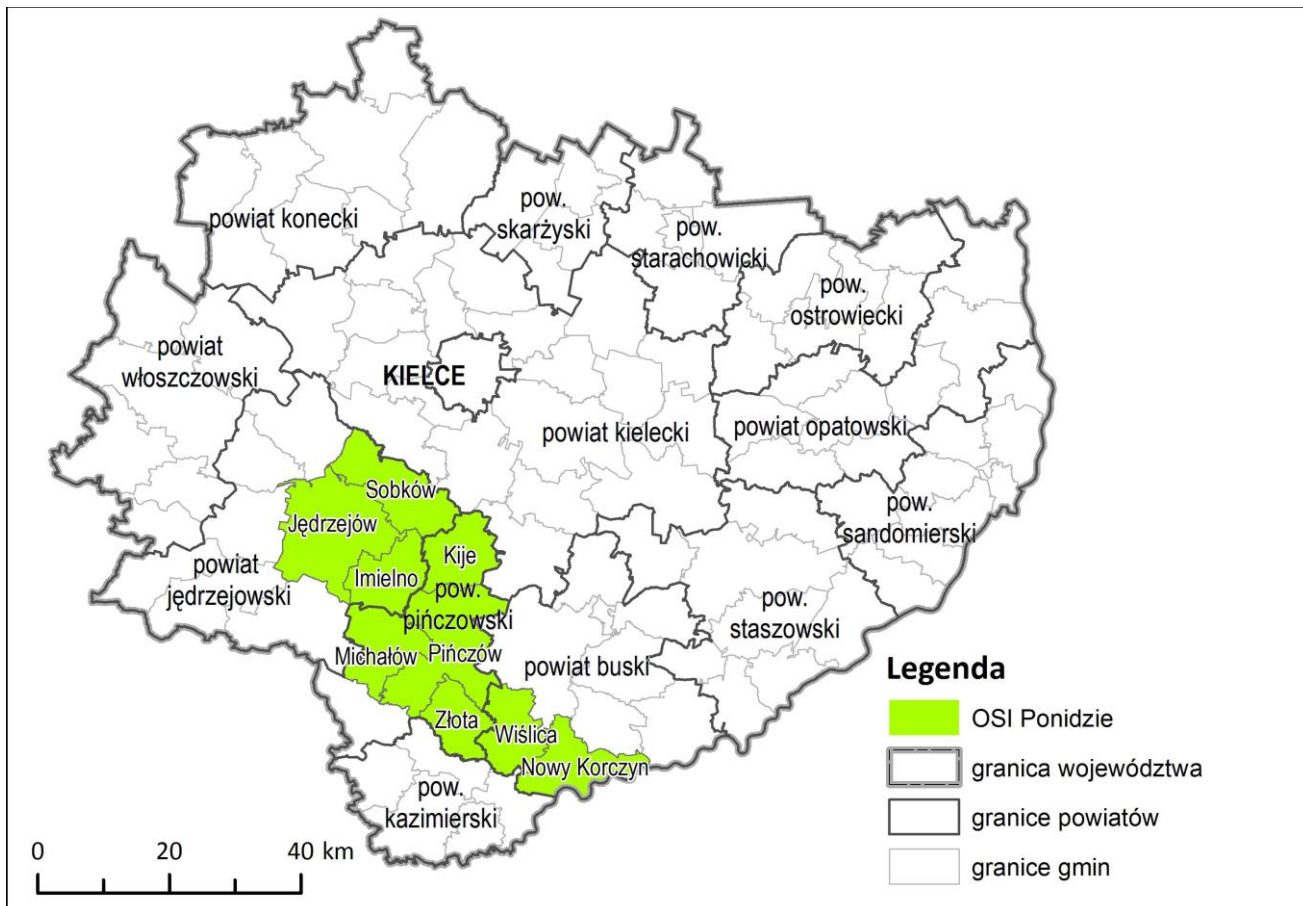 powiat konecki
pow.
skarżyski
pow.
starachowicki
pow.
ostrowiecki
powiat
włoszczowski
KIELCE
powiat kielecki
powiat opatowski
pow.
sandomierski
Sobków
Jędrzejów
Kije
Imielno
powiat
jędrzejowski
pow.
pińczowski
pow.
staszowski
Michałów
Pińczów
powiat buski
Złota
Wiślica
Nowy Korczyn
pow.
kazimierski
Legenda
OSI Ponidzie
granica województwa
granice powiatów
granice gmin
0 20 40 km